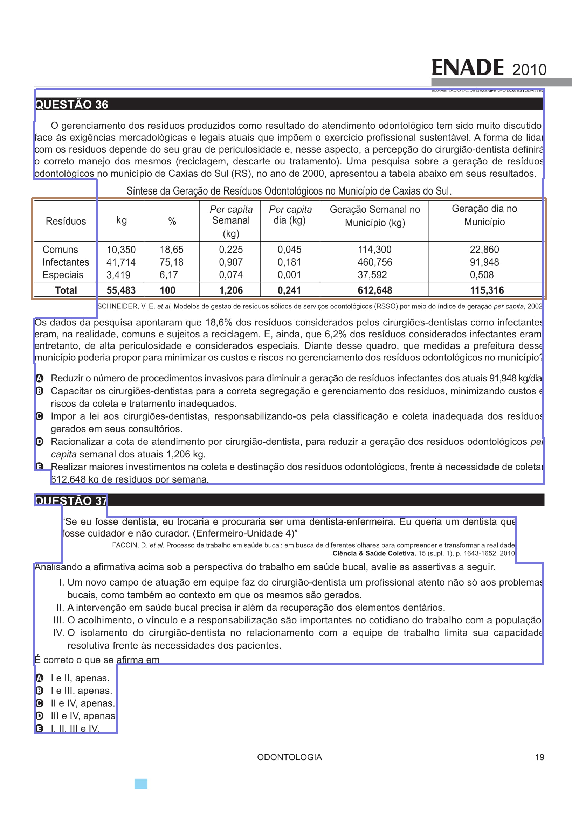 ENADE 2010
QUESTÃO 36
O gerenciamento dos resíduos produzidos como resultado do atendimento odontológico tem sido muito discutido
face às exigências mercadológicas e legais atuais que impõem o exercício profissional sustentável. A forma de lidar
com os resíduos depende do seu grau de periculosidade e, nesse aspecto, a percepção do cirurgião-dentista definirá
o correto manejo dos mesmos (reciclagem, descarte ou tratamento). Uma pesquisa sobre a geração de resíduos
odontológicos no município de Caxias do Sul (RS), no ano de 2000, apresentou a tabela abaixo em seus resultados.
Síntese da Geração de Resíduos Odontológicos no Município de Caxias do Sul.
Resíduos kg % Per capita Semanal (kg) Per capita dia (kg) Geração Semanal no Município (kg) Geração dia no Município
Comuns 10,350 18,65 0,225 0,045 114,300 22,860
Infectantes 41,714 75,18 0,907 0,181 460,756 91,948
Especiais 3,419 6,17 0,074 0,001 37,592 0,508
Total 55,483 100 1,206 0,241 612,648 115,316
SCHNEIDER, V. E. et al. Modelos de gestão de resíduos sólidos de serviços odontológicos (RSSO) por meio do índice de geração per capita, 2002
Os dados da pesquisa apontaram que 18,6% dos resíduos considerados pelos cirurgiões-dentistas como infectantes
eram, na realidade, comuns e sujeitos a reciclagem. E, ainda, que 6,2% dos resíduos considerados infectantes eram,
entretanto, de alta periculosidade e considerados especiais. Diante desse quadro, que medidas a prefeitura desse
município poderia propor para minimizar os custos e riscos no gerenciamento dos resíduos odontológicos no município?
A Reduzir o número de procedimentos invasivos para diminuir a geração de resíduos infectantes dos atuais 91,948 kg/dia
B Capacitar os cirurgiões-dentistas para a correta segregação e gerenciamento dos resíduos, minimizando custos e
riscos da coleta e tratamento inadequados.
C Impor a lei aos cirurgiões-dentistas, responsabilizando-os pela classificação e coleta inadequada dos resíduos
gerados em seus consultórios.
D Racionalizar a cota de atendimento por cirurgião-dentista, para reduzir a geração dos resíduos odontológicos per
capita semanal dos atuais 1,206 kg.
E Realizar maiores investimentos na coleta e destinação dos resíduos odontológicos, frente à necessidade de coletar
612,648 kg de resíduos por semana.
QUESTÃO 37
"Se eu fosse dentista, eu trocaria e procuraria ser uma dentista-enfermeira. Eu queria um dentista que
fosse cuidador e não curador. (Enfermeiro-Unidade 4)"
FACCIN, D. et al. Processo de trabalho em saúde bucal: em busca de diferentes olhares para compreender e transformar a realidade
Ciência & Saúde Coletiva, 15 (supl. 1), p. 1643-1652, 2010
Analisando a afirmativa acima sob a perspectiva do trabalho em saúde bucal, avalie as assertivas a seguir.
I. Um novo campo de atuação em equipe faz do cirurgião-dentista um profissional atento não só aos problemas
bucais, como também ao contexto em que os mesmos são gerados.
II. A intervenção em saúde bucal precisa ir além da recuperação dos elementos dentários.
III. O acolhimento, o vínculo e a responsabilização são importantes no cotidiano do trabalho com a população
IV. O isolamento do cirurgião-dentista no relacionamento com a equipe de trabalho limita sua capacidade
resolutiva frente às necessidades dos pacientes.
É correto o que se afirma em
A I e II, apenas.
B I e III, apenas.
C II e IV, apenas.
D III e IV, apenas
E I, II, III e IV.
ODONTOLOGIA 19